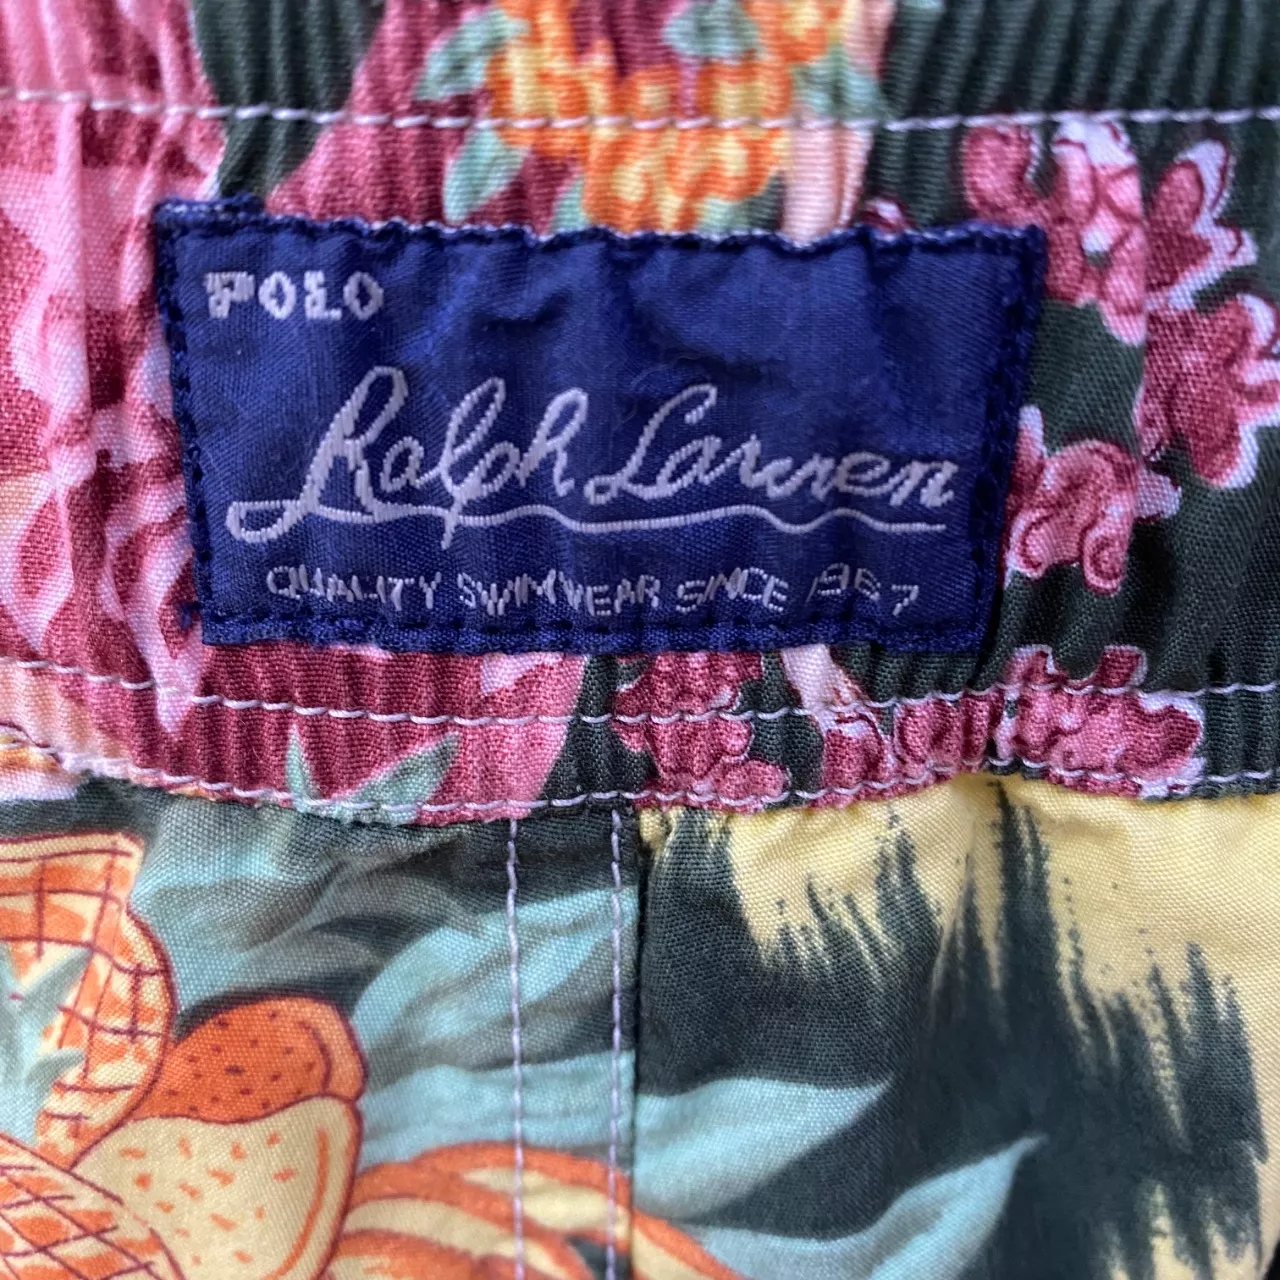 POLO
Ralph Lauren
QUALITY SWIMWEAR SINCE 1967